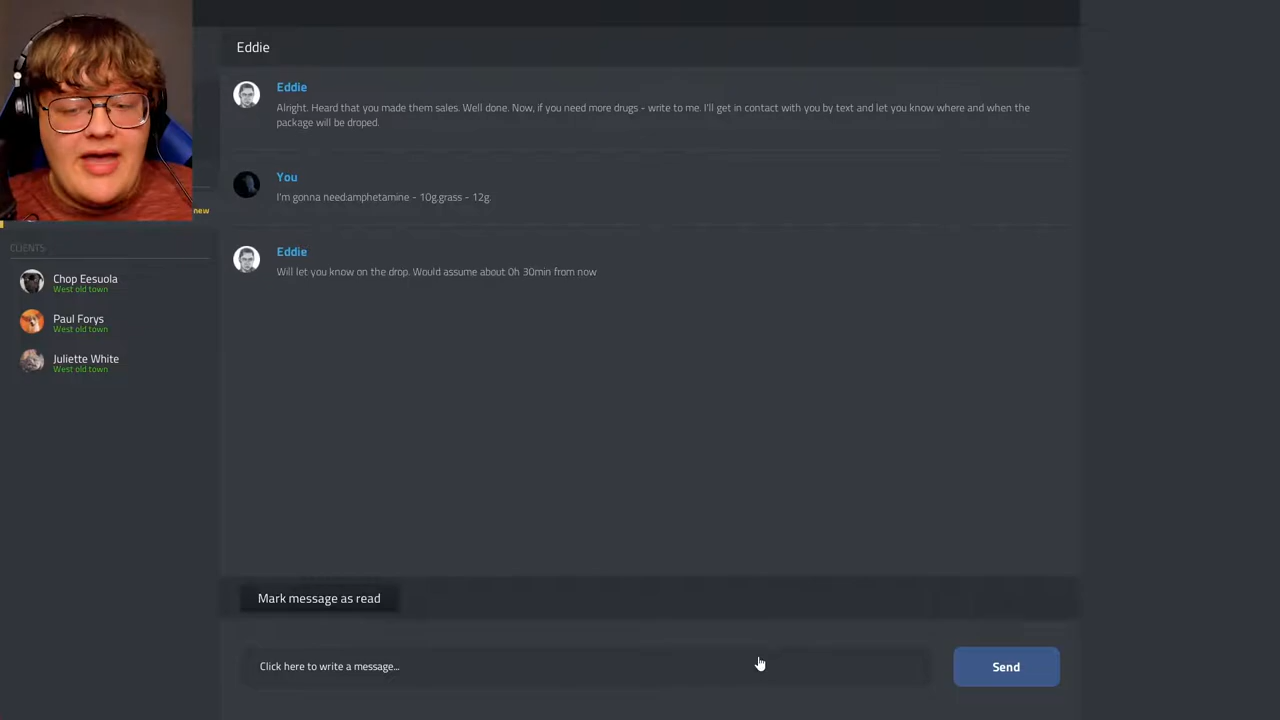 Eddie
Eddie
Alright. Heard that you made them sales. Well done. Now, if you need more drugs - write to me. I'll get in contact with you by text and let you know where and when the
package will be droped.
You
I'm gonna need:amphetamine - 10g,grass - 12g,
new
CLIENTS
Eddie
Will let you know on the drop. Would assume about 0h 30min from now
Chop Eesuola
West old town
Paul Forys
West old town
Juliette White
West old town
Mark message as read
Click here to write a message...
Send